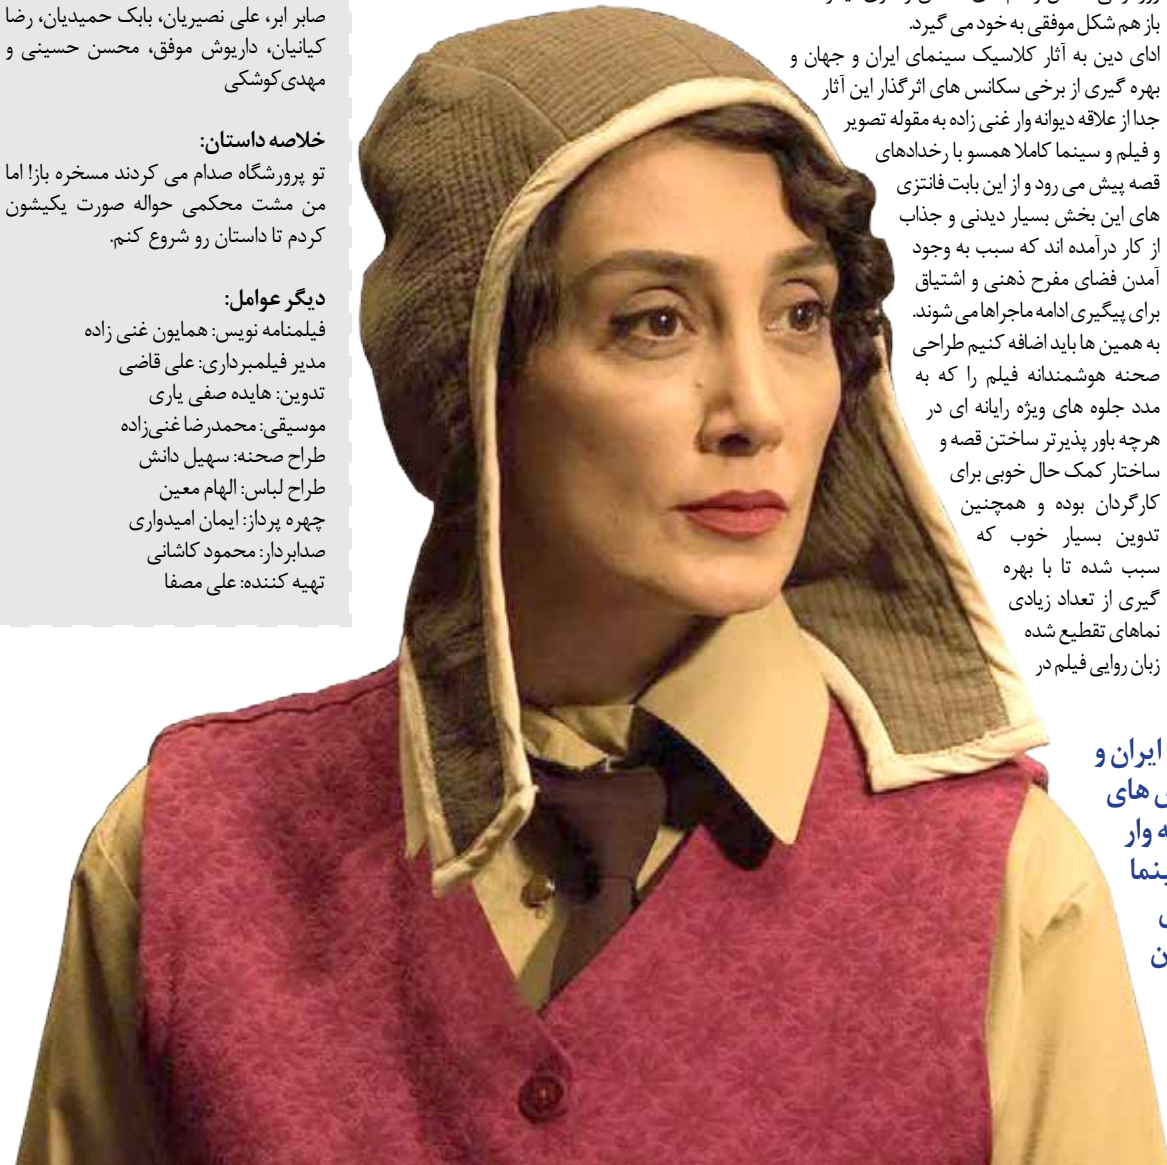 باز هم شکل موفقی به خود می گیرد.
ادای دین به آثار کلاسیک سینمای ایران و جهان و
بهره گیری از برخی سکانس های اثرگذار این آثار
جدا از علاقه دیوانه وار غنی زاده به مقوله تصویر
و فیلم و سینما کاملا همسو با رخدادهای
قصه پیش می رود و از این بابت فانتزی
های این بخش بسیار دیدنی و جذاب
از کار درآمده اند که سبب به وجود
آمدن فضای مفرح ذهنی و اشتیاق
برای پیگیری ادامه ماجراها می شوند.
به همین ها باید اضافه کنیم طراحی
صحنه هوشمندانه فیلم را که به
مدد جلوه های ویژه رایانه ای در
هرچه باور پذیرتر ساختن قصه و
ساختار کمک حال خوبی برای
کارگردان بوده و همچنین
تدوین بسیار خوب که
سبب شده تا با بهره
گیری از تعداد زیادی
نماهای تقطیع شده
زبان روایی فیلم در
ایران و
های
وار
صابر ابر، علی نصیریان، بابک حمیدیان، رضا
کیانیان، داریوش موفق، محسن حسینی و
مهدی کوشکی
خلاصه داستان:
تو پرورشگاه صدام می کردند مسخره باز! اما
من مشت محکمی حواله صورت یکیشون
کردم تا داستان رو شروع کنم.
دیگر عوامل:
فیلمنامه نویس: همایون غنی زاده
مدیر فیلمبرداری: علی قاضی
تدوین: هایده صفی یاری
موسیقی: محمدرضا غنی‌زاده
طراح صحنه: سهیل دانش
طراح لباس: الهام معین
چهره پرداز: ایمان امیدواری
صدابردار: محمود کاشانی
تهیه کننده: علی مصفا